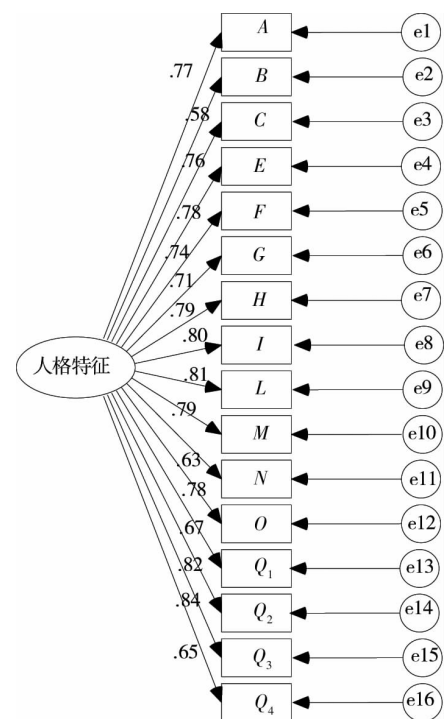 A
e1
.77
B
e2
.58
C
e3
.76
E
e4
.78
F
e5
.74
G
e6
.71
H
e7
.79
I
e8
.80
人格特征
L
e9
.81
M
e10
.79
N
e11
.63
O
e12
.78
Q1
e13
.67
Q2
e14
.82
Q3
e15
.84
Q4
e16
.65